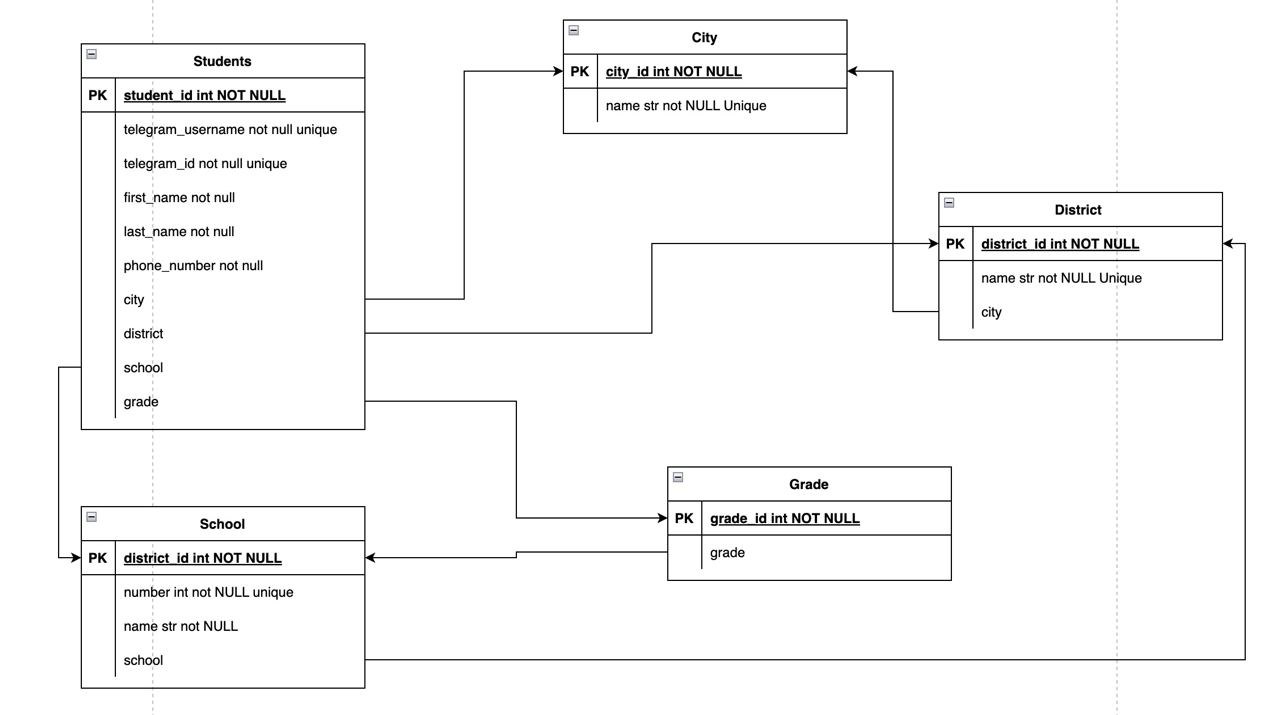 Students
PK student_id int NOT NULL
telegram_username not null unique
telegram_id not null unique
first_name not null
last_name not null
phone_number not null
city
district
school
grade
City
PK city_id int NOT NULL
name str not NULL Unique
District
PK district_id int NOT NULL
name str not NULL Unique
city
School
PK district_id int NOT NULL
number int not NULL unique
name str not NULL
school
Grade
PK grade_id int NOT NULL
grade